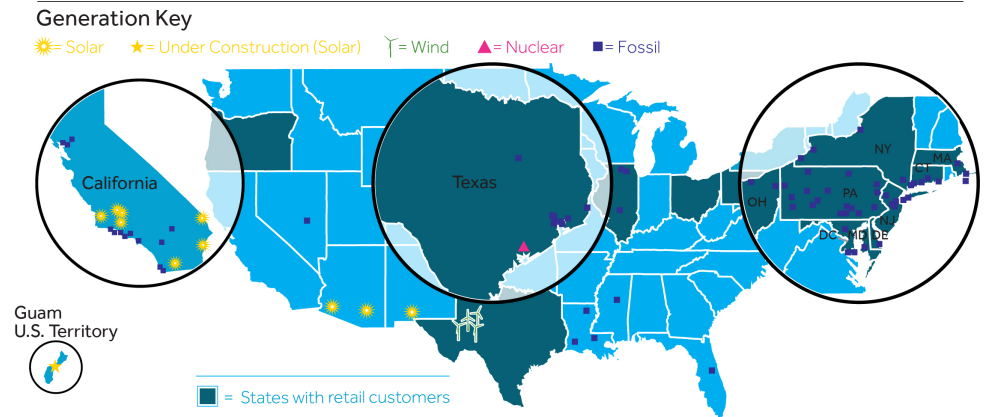 Generation Key
= Solar
= Under Construction (Solar)
= Wind
= Nuclear
= Fossil
California
Texas
NY
MA
CT
PA
OH
NJ
DC
MD
DE
Guam
U.S. Territory
= States with retail customers